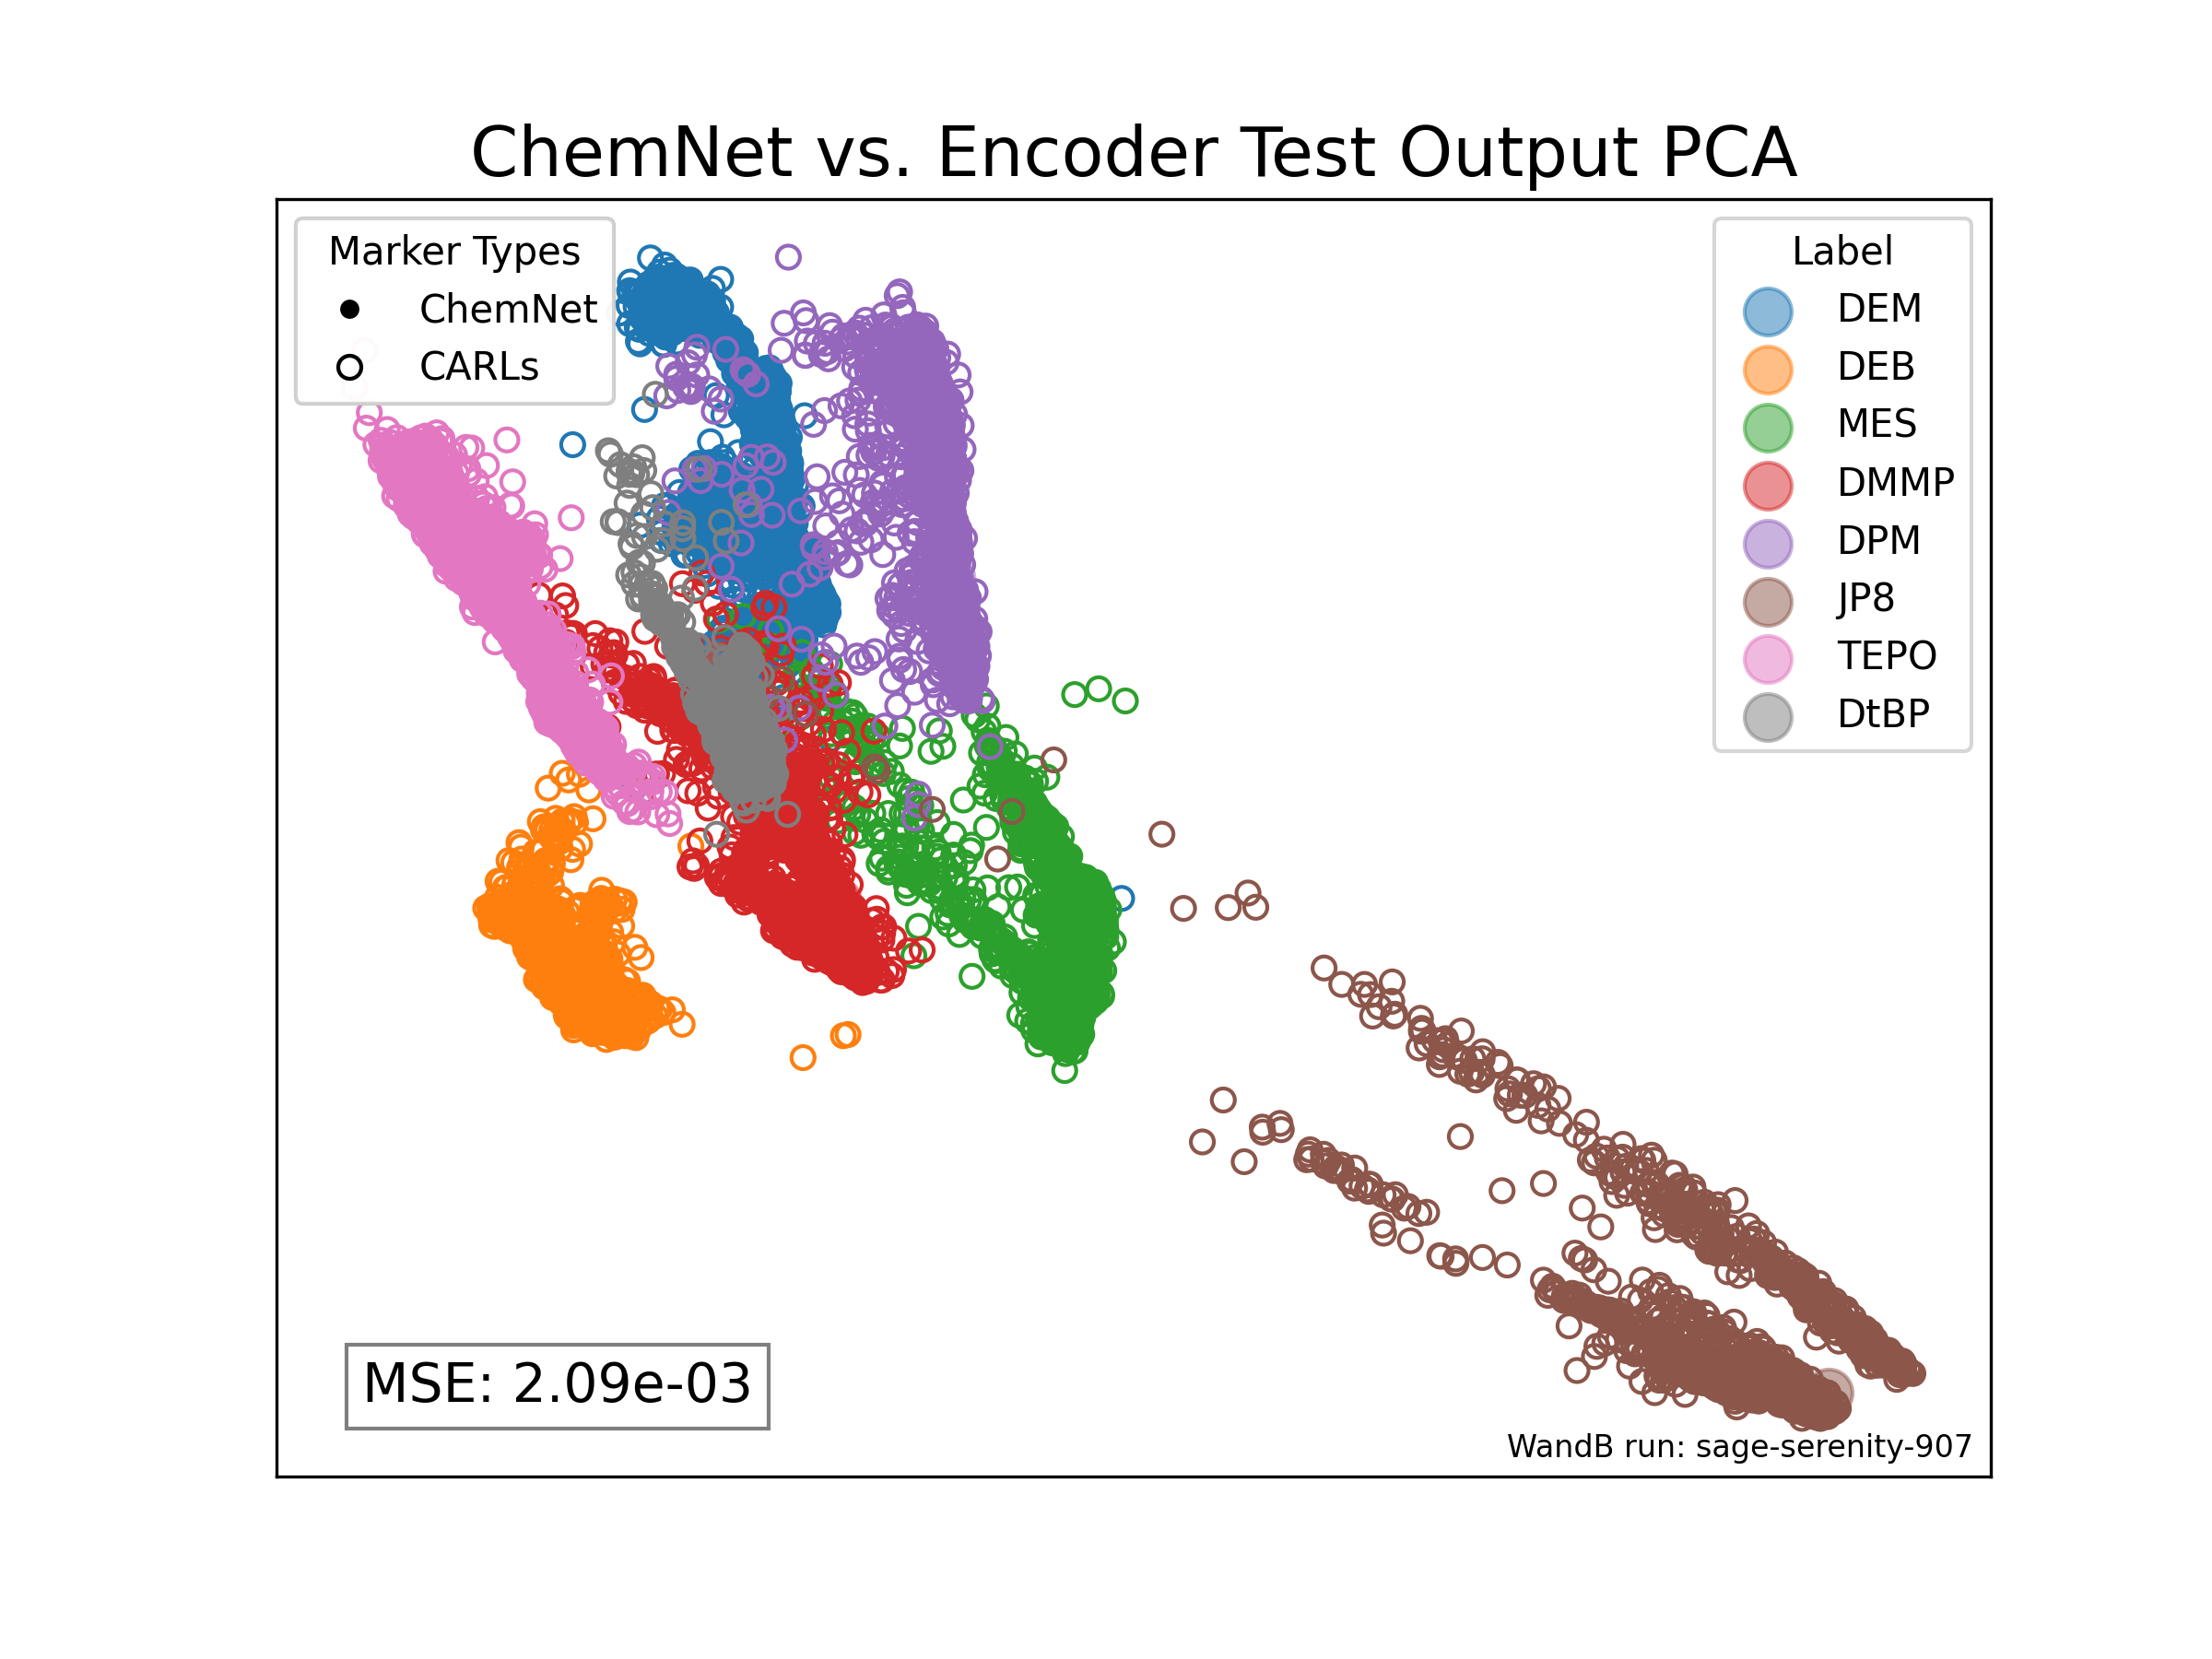 ChemNet vs. Encoder Test Output PCA
Marker Types
ChemNet
CARLs
Label
DEM
DEB
MES
DMMP
DPM
JP8
TEPO
DtBP
MSE: 2.09e-03
WandB run: sage-serenity-907